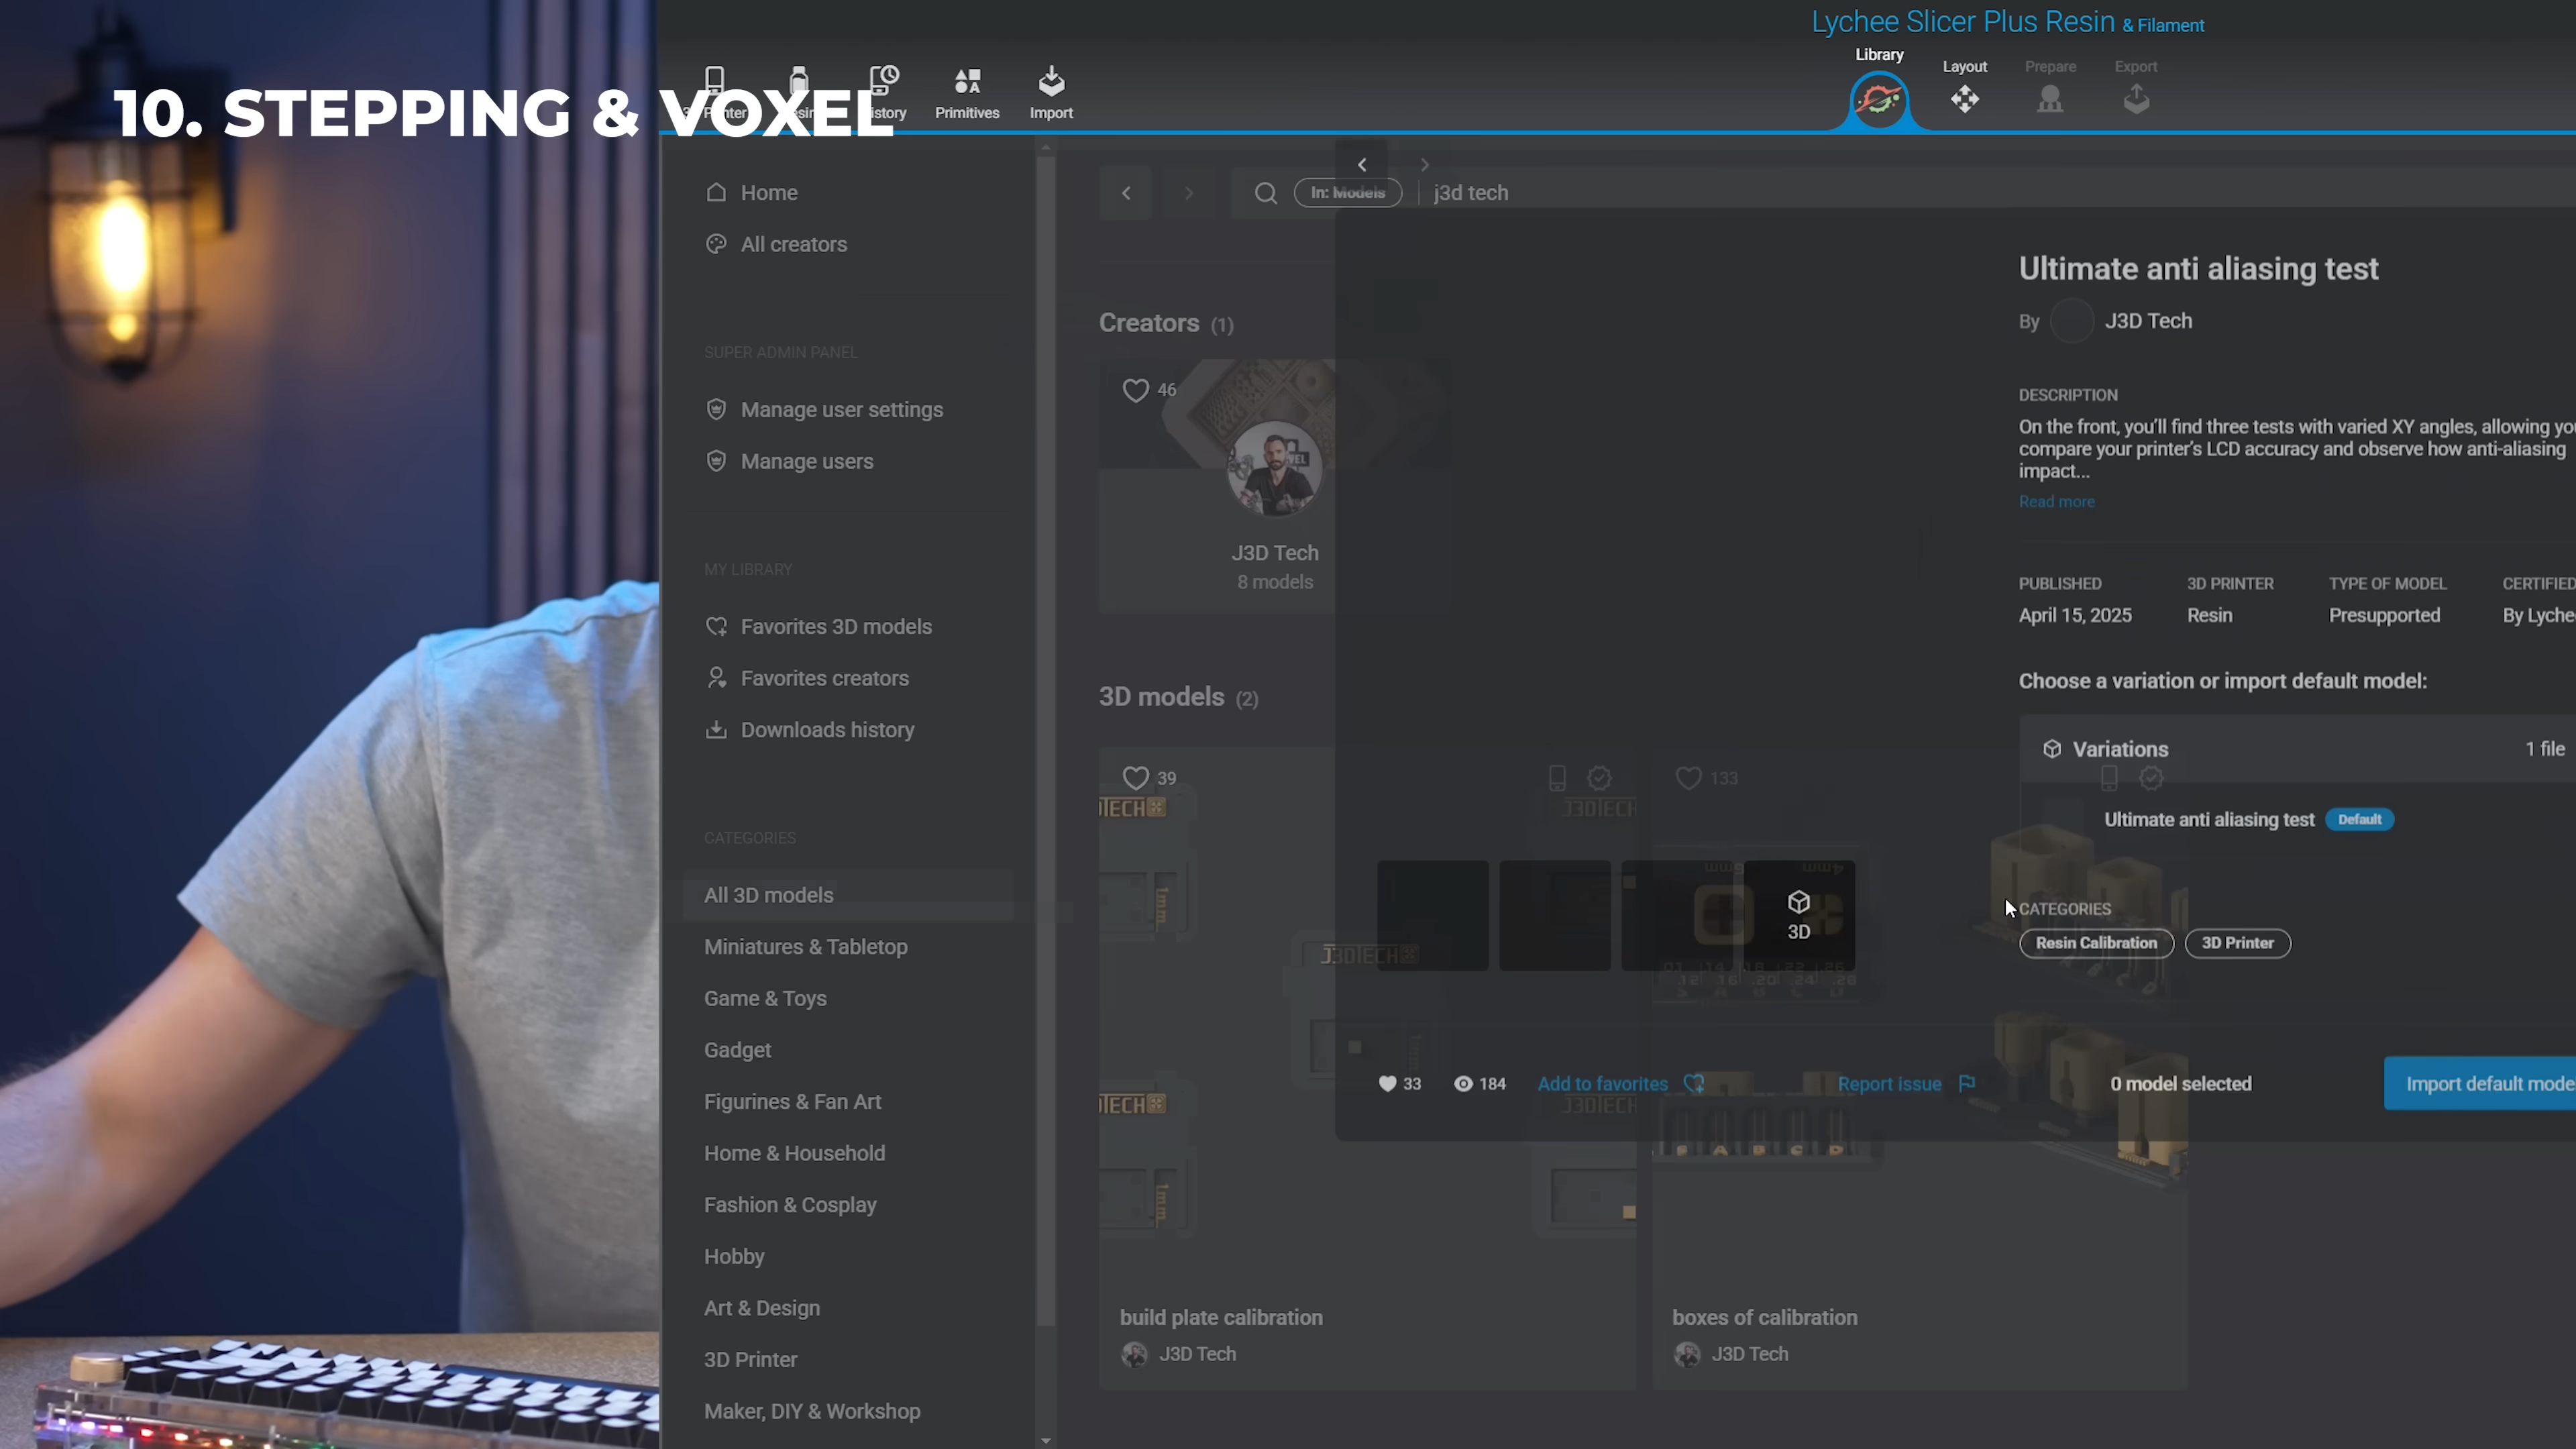 Lychee Slicer Plus Resin & Filament
Library
Layout
Prepare
Export
10. STEPPING & VOXEL
Primitives
Import
Home
All creators
SUPER ADMIN PANEL
Manage user settings
Manage users
MY LIBRARY
Favorites 3D models
Favorites creators
Downloads history
CATEGORIES
All 3D models
Miniatures & Tabletop
Game & Toys
Gadget
Figurines & Fan Art
Home & Household
Fashion & Cosplay
Hobby
Art & Design
3D Printer
Maker, DIY & Workshop
In: Models
j3d tech
Creators (1)
46
J3D Tech
8 models
3D models (2)
39
133
build plate calibration
J3D Tech
boxes of calibration
J3D Tech
3D
33
184
Add to favorites
Report issue
0 model selected
Import default mode
Ultimate anti aliasing test
By J3D Tech
DESCRIPTION
On the front, you'll find three tests with varied XY angles, allowing you
compare your printer's LCD accuracy and observe how anti-aliasing
impact...
Read more
PUBLISHED
April 15, 2025
3D PRINTER
Resin
TYPE OF MODEL
Presupported
CERTIFIED
By Lyche
Choose a variation or import default model:
Variations
1 file
Ultimate anti aliasing test
Default
CATEGORIES
Resin Calibration
3D Printer